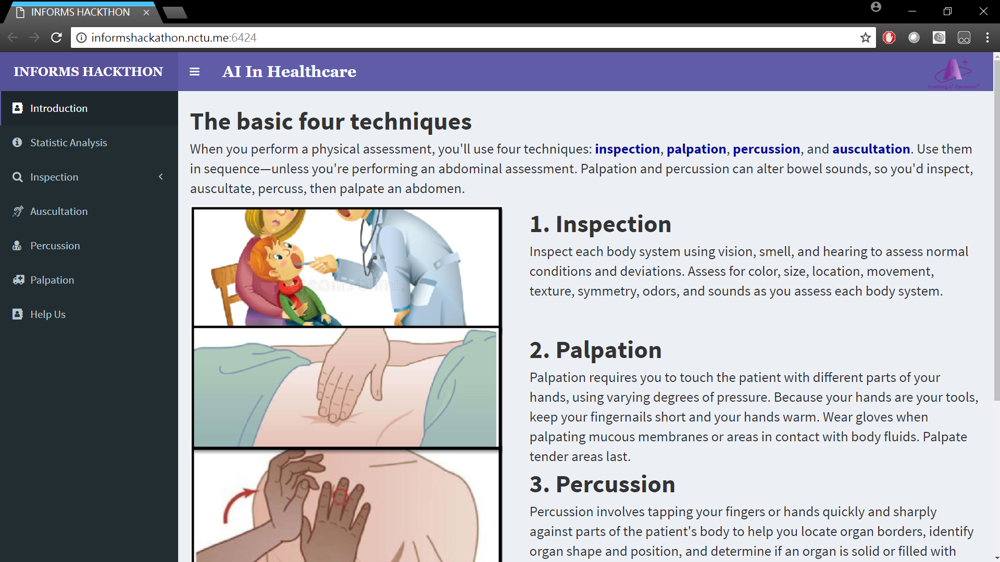 INFORMS HACKTHON
informshackathon.nctu.me:6424
INFORMS HACKTHON
AI In Healthcare
A+
Enabling A+ Decisions
Introduction
Statistic Analysis
Inspection
Auscultation
Percussion
Palpation
Help Us
The basic four techniques
When you perform a physical assessment, you'll use four techniques: inspection, palpation, percussion, and auscultation. Use them
in sequence—unless you're performing an abdominal assessment. Palpation and percussion can alter bowel sounds, so you'd inspect,
auscultate, percuss, then palpate an abdomen.
1. Inspection
Inspect each body system using vision, smell, and hearing to assess normal
conditions and deviations. Assess for color, size, location, movement,
texture, symmetry, odors, and sounds as you assess each body system.
2. Palpation
Palpation requires you to touch the patient with different parts of your
hands, using varying degrees of pressure. Because your hands are your tools,
keep your fingernails short and your hands warm. Wear gloves when
palpating mucous membranes or areas in contact with body fluids. Palpate
tender areas last.
3. Percussion
Percussion involves tapping your fingers or hands quickly and sharply
against parts of the patient's body to help you locate organ borders, identify
organ shape and position, and determine if an organ is solid or filled with